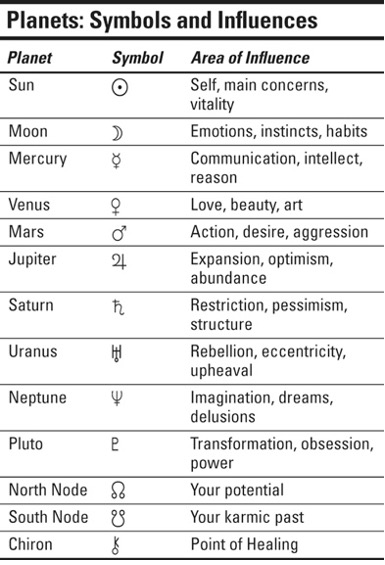 Planets: Symbols and Influences
Planet Symbol Area of Influence
Sun ☉ Self, main concerns,
vitality
Moon ☽ Emotions, instincts, habits
Mercury ☿ Communication, intellect,
reason
Venus ♀ Love, beauty, art
Mars ♂ Action, desire, aggression
Jupiter ♃ Expansion, optimism,
abundance
Saturn ♄ Restriction, pessimism,
structure
Uranus ♅ Rebellion, eccentricity,
upheaval
Neptune ♆ Imagination, dreams,
delusions
Pluto ♇ Transformation, obsession,
power
North Node ☊ Your potential
South Node ☋ Your karmic past
Chiron ⚷ Point of Healing